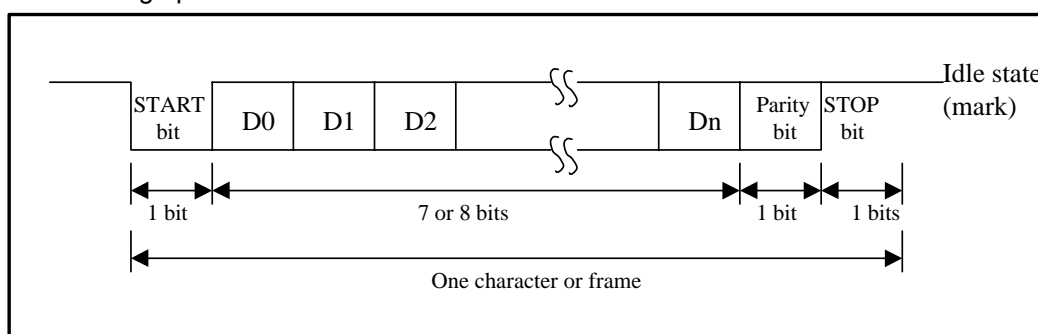 START bit
D0
D1
D2
Dn
Parity bit
STOP bit
Idle state (mark)
1 bit
7 or 8 bits
1 bit
1 bits
One character or frame